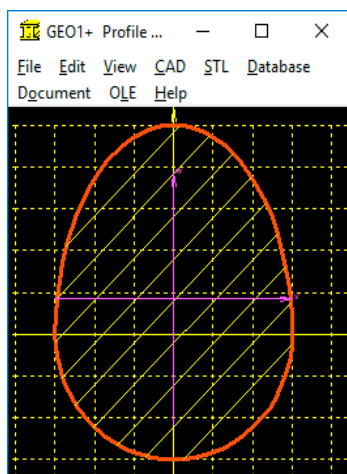 GEO1+ Profile ...
File Edit View CAD STL Database
Document OLE Help